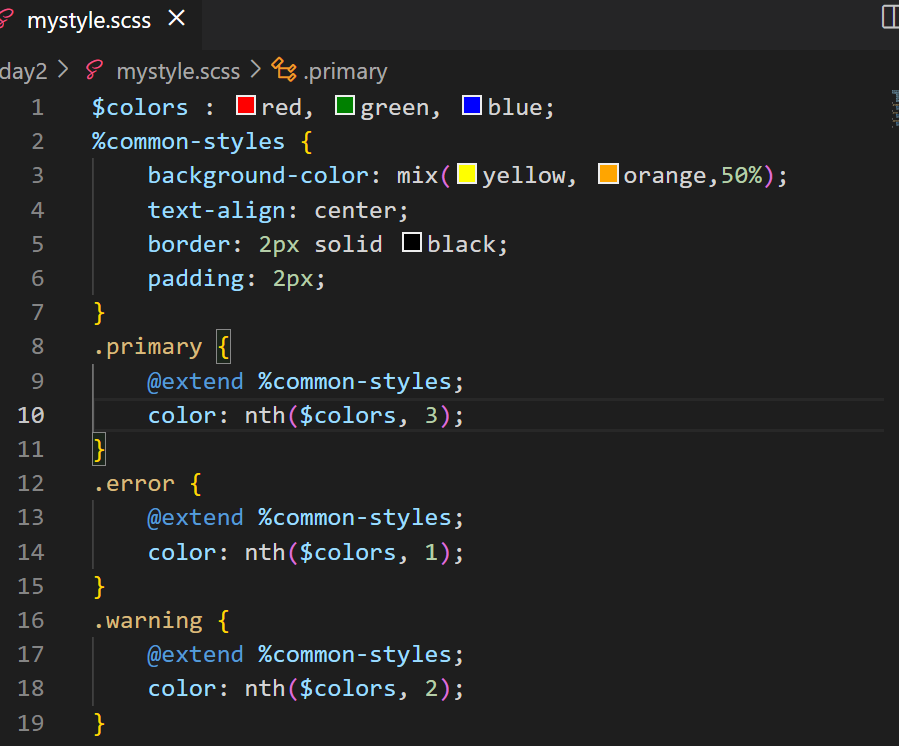 mystyle.scss
day2 > mystyle.scss > .primary
1 $colors : red, green, blue;
2 %common-styles {
3     background-color: mix(yellow, orange,50%);
4     text-align: center;
5     border: 2px solid black;
6     padding: 2px;
7 }
8 .primary {
9     @extend %common-styles;
10     color: nth($colors, 3);
11 }
12 .error {
13     @extend %common-styles;
14     color: nth($colors, 1);
15 }
16 .warning {
17     @extend %common-styles;
18     color: nth($colors, 2);
19 }